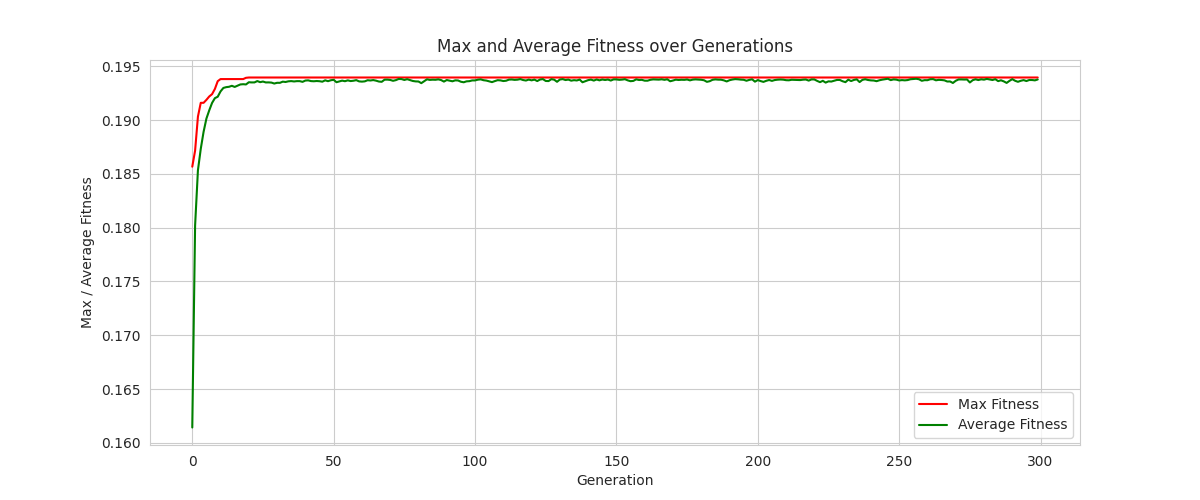 Max and Average Fitness over Generations
Max / Average Fitness
0.195
0.190
0.185
0.180
0.175
0.170
0.165
0.160
0 50 100 150 200 250 300
Generation
Max Fitness
Average Fitness